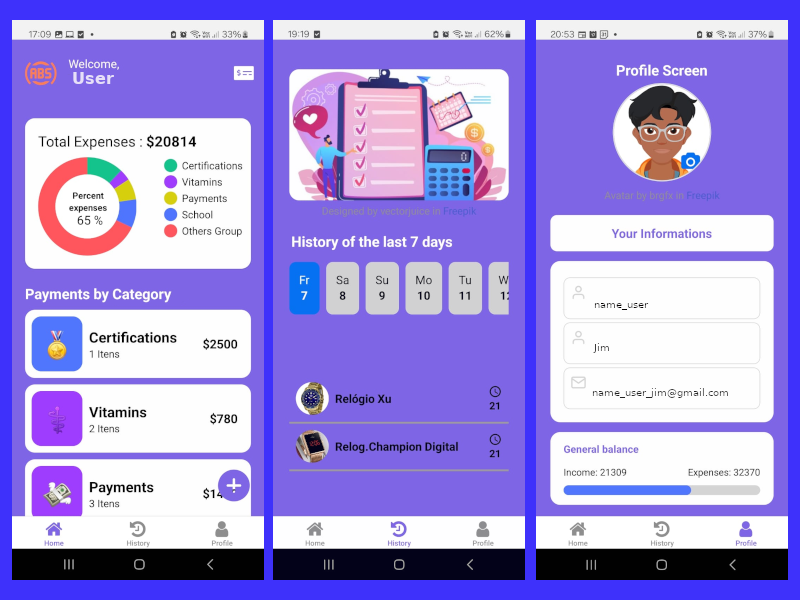 17:09
33%
ABS
Welcome,
User
Total Expenses : $20814
Percent
expenses
65 %
Certifications
Vitamins
Payments
School
Others Group
Payments by Category
Certifications
1 Itens
$2500
Vitamins
2 Itens
$780
Payments
3 Itens
Home
History
Profile
19:19
62%
Designed by vectorjuice in Freepik
History of the last 7 days
Fr
7
Sa
8
Su
9
Mo
10
Tu
11
Relógio Xu
21
Relog.Champion Digital
21
Home
History
Profile
20:53
37%
Profile Screen
Avatar by brgfx in Freepik
Your Informations
name_user
Jim
name_user_jim@gmail.com
General balance
Income: 21309
Expenses: 32370
Home
History
Profile